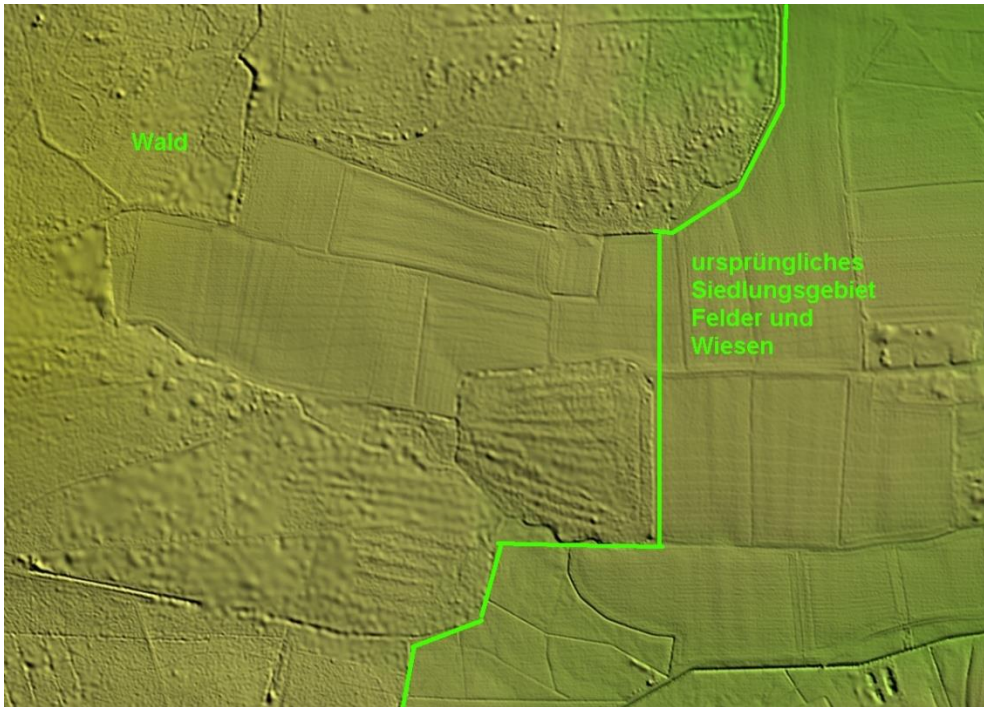 Wald
ursprüngliches
Siedlungsgebiet
Felder und
Wiesen